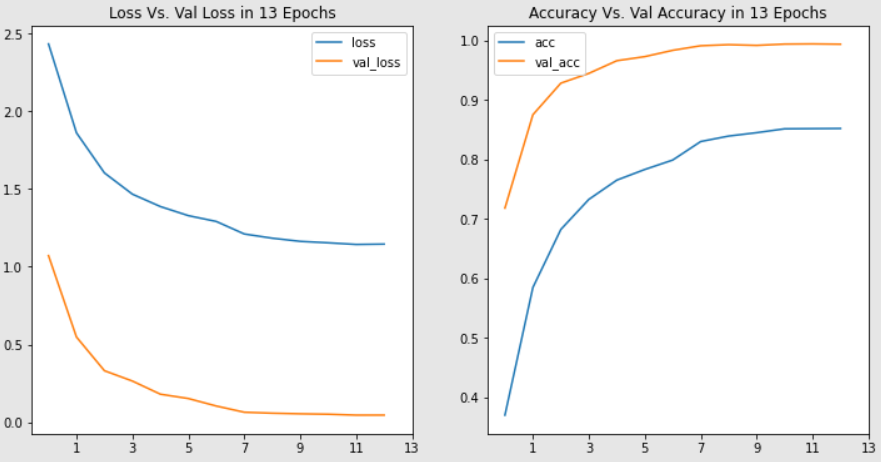 Loss Vs. Val Loss in 13 Epochs
loss
val_loss
2.5
2.0
1.5
1.0
0.5
0.0
1 3 5 7 9 11 13
Accuracy Vs. Val Accuracy in 13 Epochs
acc
val_acc
1.0
0.9
0.8
0.7
0.6
0.5
0.4
1 3 5 7 9 11 13